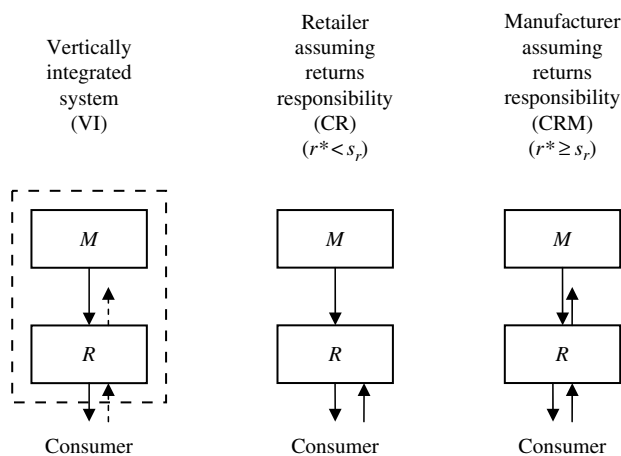 Vertically
integrated
system
(VI)
Retailer
assuming
returns
responsibility
(CR)
(r* < s_r)
Manufacturer
assuming
returns
responsibility
(CRM)
(r* ≥ s_r)
M
R
Consumer
M
R
Consumer
M
R
Consumer